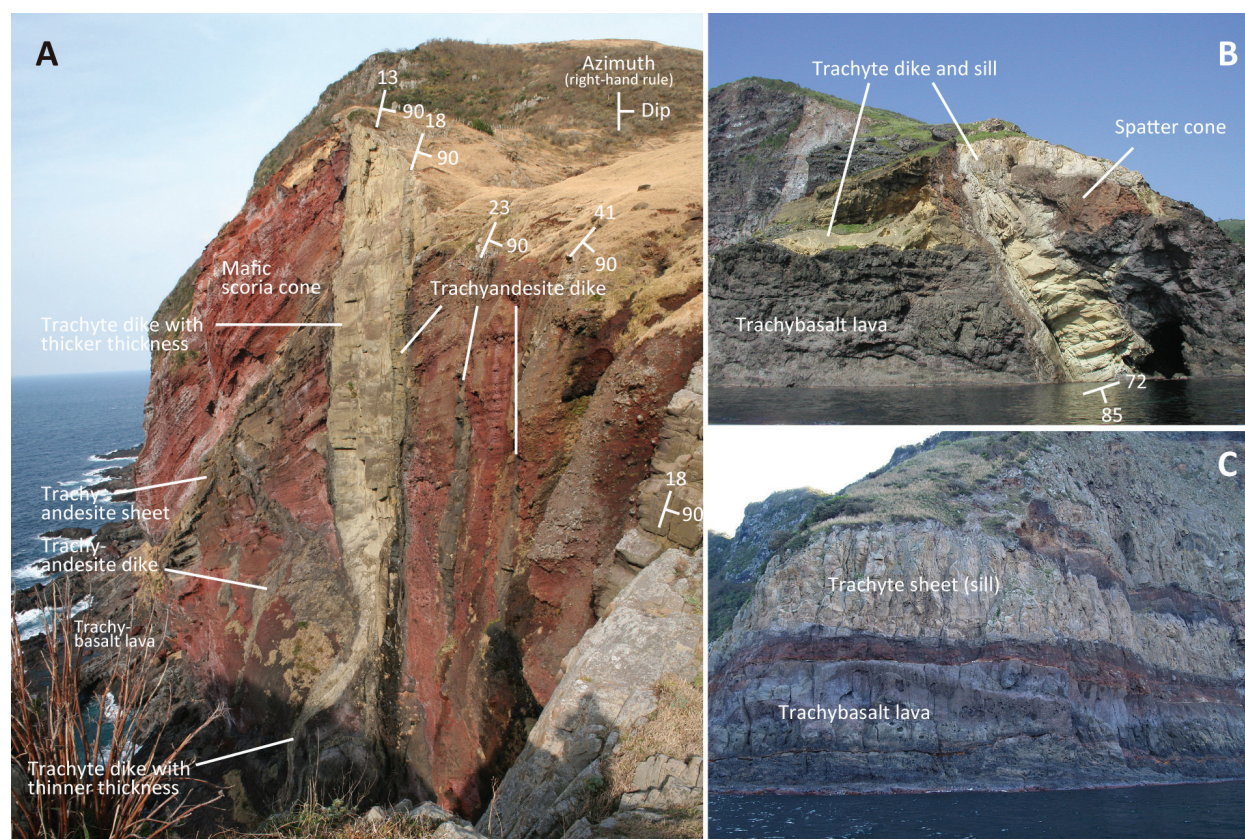 A
13
90
18
90
Azimuth
(right-hand rule)
Dip
23
90
41
90
Mafic
scoria cone
Trachyandesite dike
Trachyte dike with
thicker thickness
18
90
Trachy-
andesite sheet
Trachy-
andesite dike
Trachy-
basalt lava
Trachyte dike with
thinner thickness
B
Trachyte dike and sill
Spatter cone
Trachybasalt lava
72
85
C
Trachyte sheet (sill)
Trachybasalt lava